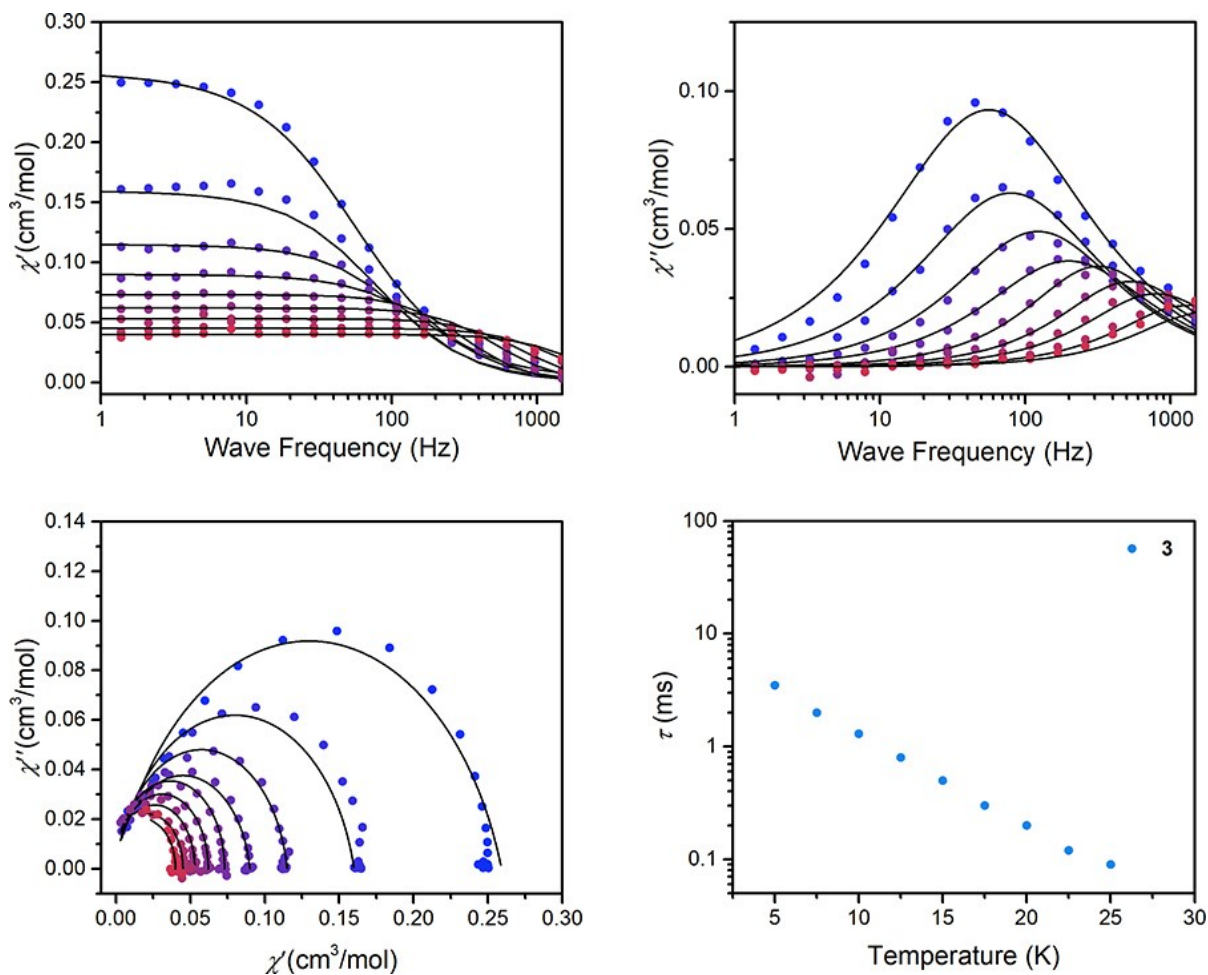 0.30
0.25
0.20
0.15
0.10
0.05
0.00
χ′(cm³/mol)
1 10 100 1000
Wave Frequency (Hz)
0.10
0.05
0.00
χ′′(cm³/mol)
1 10 100 1000
Wave Frequency (Hz)
0.14
0.12
0.10
0.08
0.06
0.04
0.02
0.00
χ′′(cm³/mol)
0.00 0.05 0.10 0.15 0.20 0.25 0.30
χ′(cm³/mol)
100
10
1
0.1
τ (ms)
3
5 10 15 20 25 30
Temperature (K)